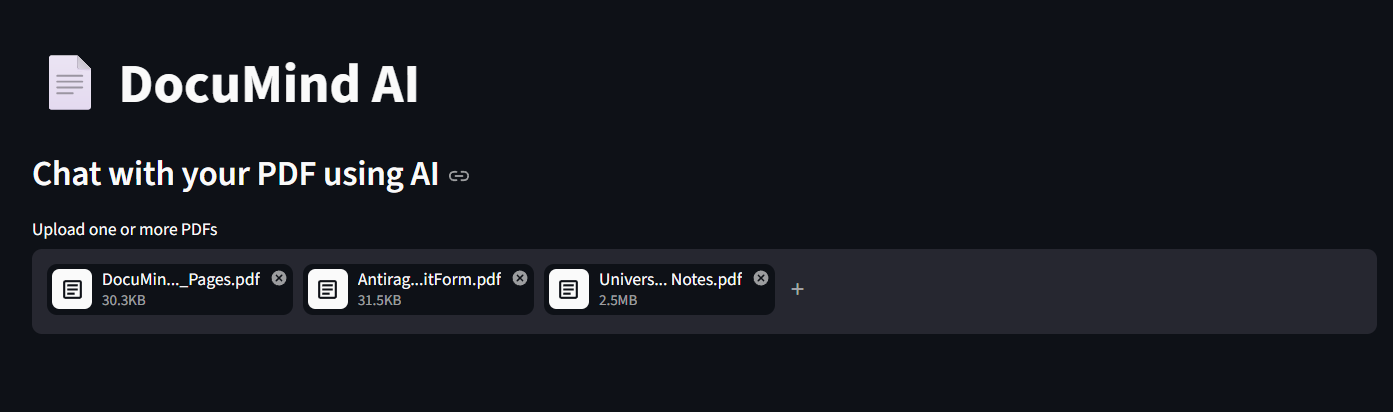 DocuMind AI
Chat with your PDF using AI
Upload one or more PDFs
DocuMin..._Pages.pdf
30.3KB
Antirag...itForm.pdf
31.5KB
Univers... Notes.pdf
2.5MB